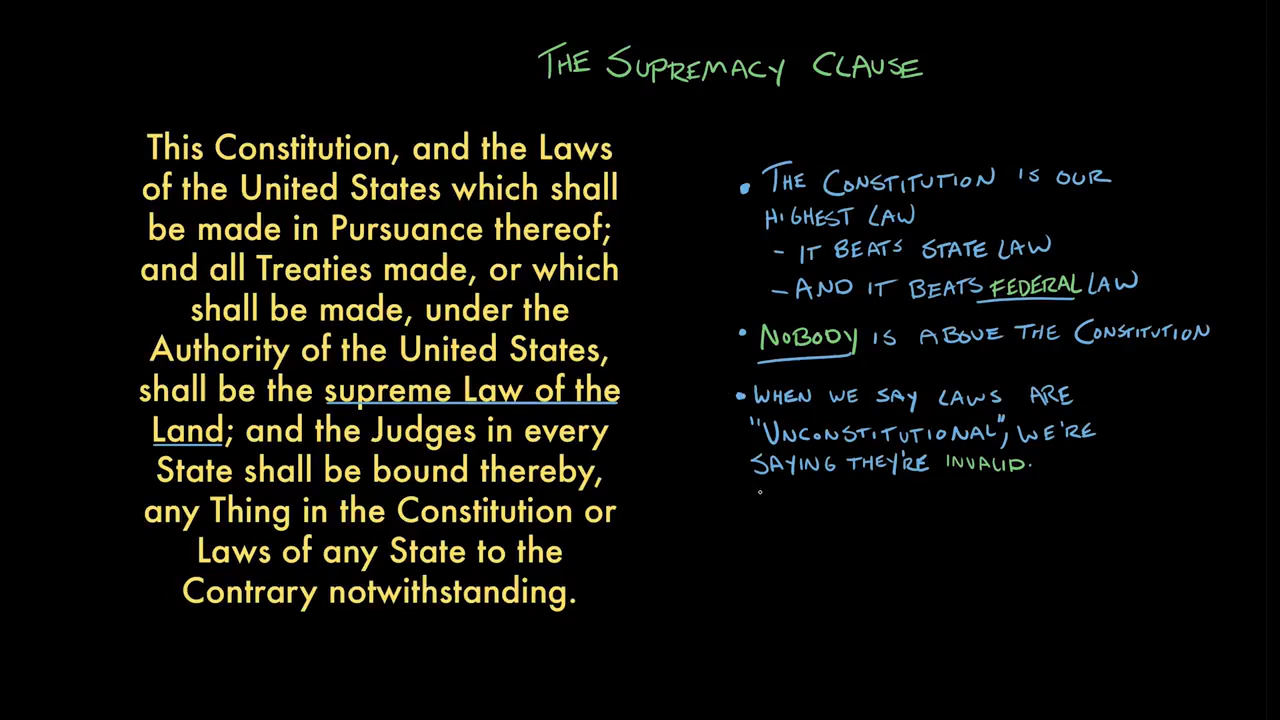 THE SUPREMACY CLAUSE
This Constitution, and the Laws
of the United States which shall
be made in Pursuance thereof;
and all Treaties made, or which
shall be made, under the
Authority of the United States,
shall be the supreme Law of the
Land; and the Judges in every
State shall be bound thereby,
any Thing in the Constitution or
Laws of any State to the
Contrary notwithstanding.
• THE CONSTITUTION IS OUR
HIGHEST LAW
- IT BEATS STATE LAW
- AND IT BEATS FEDERAL LAW
• NOBODY IS ABOVE THE CONSTITUTION
• WHEN WE SAY LAWS ARE
"UNCONSTITUTIONAL", WE'RE
SAYING THEY'RE INVALID.